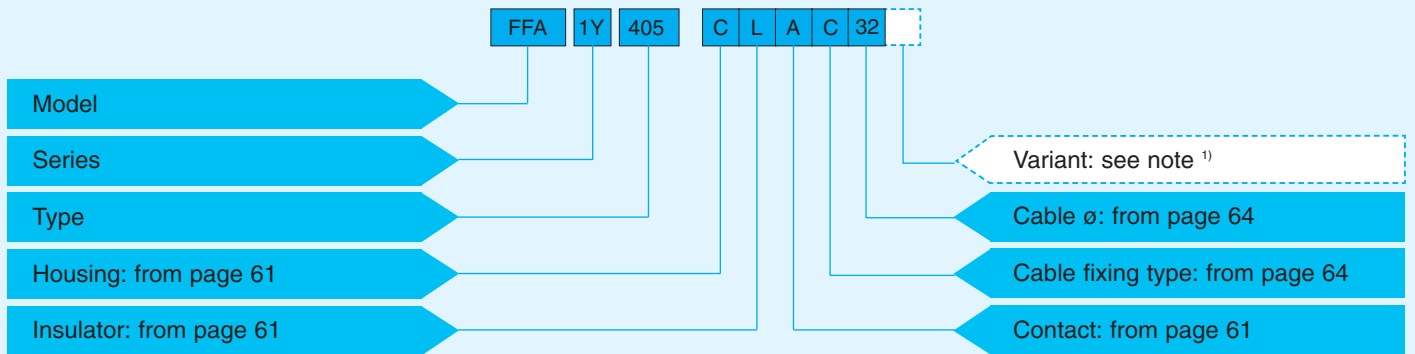 FFA 1Y 405 C L A C 32
Model
Series
Type
Housing: from page 61
Insulator: from page 61
Variant: see note 1)
Cable ø: from page 64
Cable fixing type: from page 64
Contact: from page 61